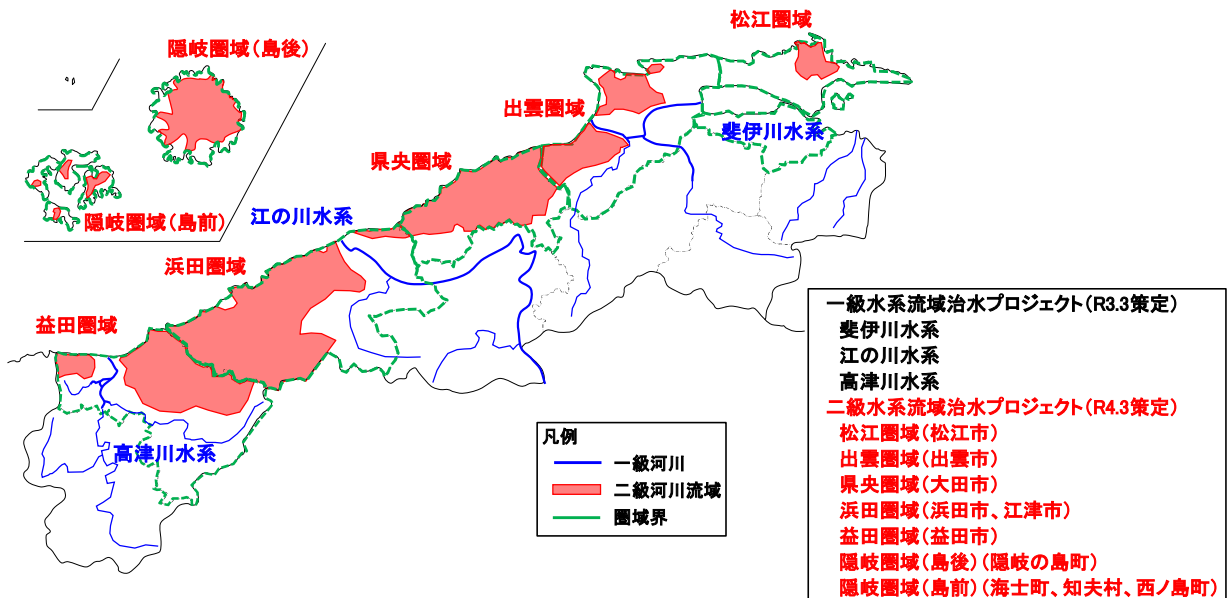 松江圏域
隠岐圏域(島後)
出雲圏域
斐伊川水系
県央圏域
隠岐圏域(島前)
江の川水系
浜田圏域
益田圏域
高津川水系
凡例
一級河川
二級河川流域
圏域界
一級水系流域治水プロジェクト(R3.3策定)
斐伊川水系
江の川水系
高津川水系
二級水系流域治水プロジェクト(R4.3策定)
松江圏域(松江市)
出雲圏域(出雲市)
県央圏域(大田市)
浜田圏域(浜田市、江津市)
益田圏域(益田市)
隠岐圏域(島後)(隠岐の島町)
隠岐圏域(島前)(海士町、知夫村、西ノ島町)